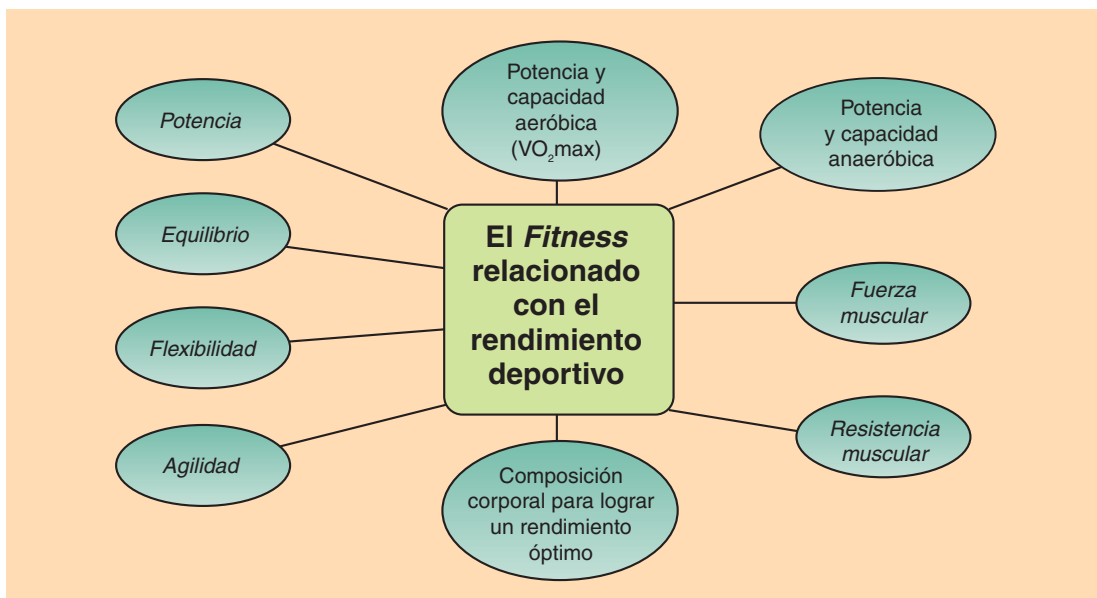 Potencia y
capacidad
aeróbica
(VO₂max)
Potencia
Potencia
y capacidad
anaeróbica
El Fitness
relacionado
con el
rendimiento
deportivo
Equilibrio
Fuerza
muscular
Flexibilidad
Resistencia
muscular
Agilidad
Composición
corporal para lograr
un rendimiento
óptimo